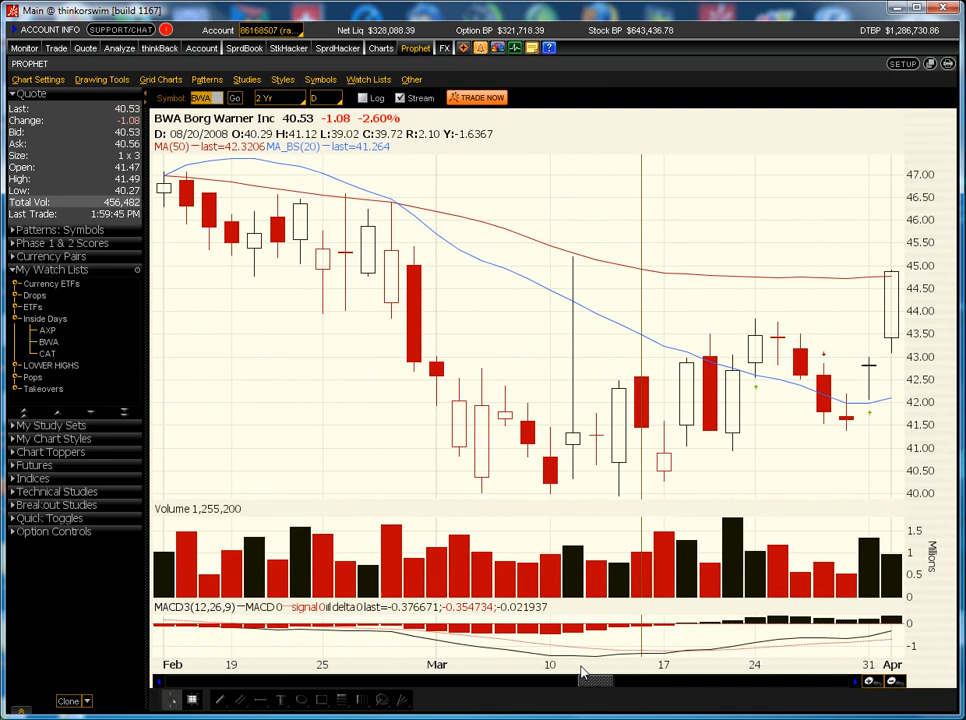 Main @ thinkorswim [build 1167]
ACCOUNT INFO SUPPORT/CHAT ! Account 86168507 (ra... Net Liq $328,088.39 Option BP $321,718.39 Stock BP $643,436.78 DTBP $1,286,730.86
Monitor Trade Quote Analyze thinkBack Account SprdBook StkHacker SprdHacker Charts Prophet FX ?
PROPHET SETUP
Chart Settings Drawing Tools Grid Charts Patterns Studies Styles Symbols Watch Lists Other
Quote Symbol: BWA Go 2 Yr D Log Stream TRADE NOW
Last: 40.53
Change: -1.08
Bid: 40.53
Ask: 40.56
Size: 1 x 3
Open: 41.47
High: 41.49
Low: 40.27
Total Vol: 456,482
Last Trade: 1:59:45 PM
Patterns: Symbols
Phase 1 & 2 Scores
Currency Pairs
My Watch Lists
Currency ETFs
Drops
ETFs
Inside Days
AXP
BWA
CAT
LOWER HIGHS
Pops
Takeovers
My Study Sets
My Chart Styles
Chart Toppers
Futures
Indices
Technical Studies
Breakout Studies
Quick Toggles
Option Controls
Clone
BWA Borg Warner Inc 40.53 -1.08 -2.60%
D: 08/20/2008 O:40.29 H:41.12 L:39.02 C:39.72 R:2.10 Y:-1.6367
MA(50) —last=42.3206 MA_BS(20) —last=41.264
47.00
46.50
46.00
45.50
45.00
44.50
44.00
43.50
43.00
42.50
42.00
41.50
41.00
40.50
40.00
Volume 1,255,200
1.5
1
0.5
Millions
MACD3(12,26,9) —MACD 0 signal 0 delta 0 last=-0.376671;-0.354734;-0.021937
0
-1
Feb 19 25 Mar 10 17 24 31 Apr